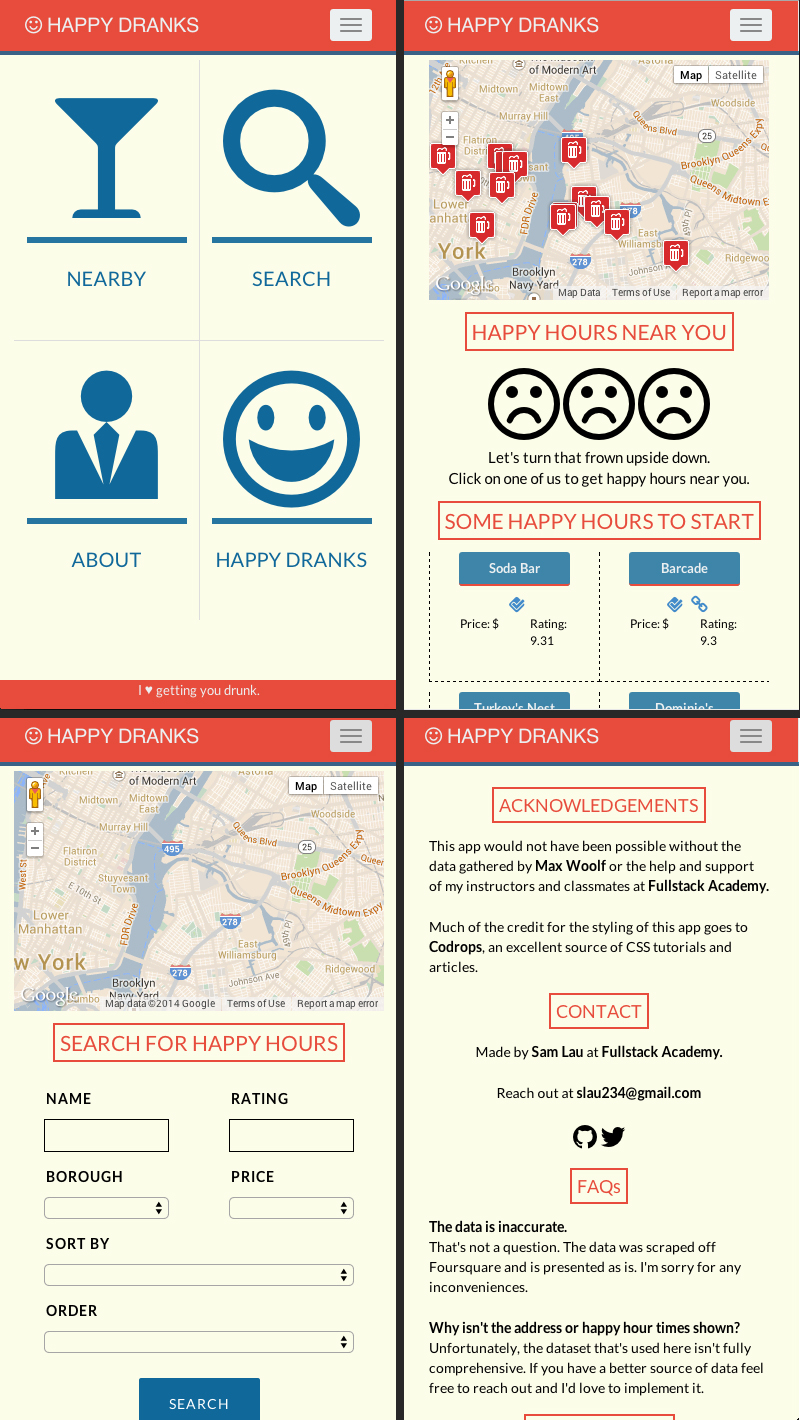 HAPPY DRANKS
NEARBY
SEARCH
ABOUT
HAPPY DRANKS
I ♥ getting you drunk.
HAPPY DRANKS
of Modern Art
Astoria
Map
Satellite
Woodside
Midtown
Murray Hill
Queens Blvd
25
Flatiron
Brooklyn Queens Expy
Queens Midtown E
Lower
FDR Drive
278
49th Pl
East
Williamsburg
York
Ridgewoo
278
Johnson A
Brooklyn
Navy Yard
Google
Map Data
Terms of Use
Report a map error
HAPPY HOURS NEAR YOU
Let's turn that frown upside down.
Click on one of us to get happy hours near you.
SOME HAPPY HOURS TO START
Soda Bar
Barcade
Price: $
Rating:
9.31
Price: $
Rating:
9.3
Turkey's Nest
Dominie's
HAPPY DRANKS
of Modern Art
Map
Satellite
Midtown
Midtown
Murray Hill
Woodside
495
Queens Blvd
25
Flatiron
District
West St
Brooklyn Queens Expy
Stuyvesant
Town
E 10th St
Queens Midtown Expy
Lower
Manhattan
FDR Drive
278
49th Pl
East
Williamsburg
w York
278
Ridgewood
Johnson Ave
Brooklyn
Navy Yard
Google
Map data ©2014 Google
Terms of Use
Report a map error
SEARCH FOR HAPPY HOURS
NAME
RATING
BOROUGH
PRICE
SORT BY
ORDER
SEARCH
HAPPY DRANKS
ACKNOWLEDGEMENTS
This app would not have been possible without the
data gathered by Max Woolf or the help and support
of my instructors and classmates at Fullstack Academy.
Much of the credit for the styling of this app goes to
Codrops, an excellent source of CSS tutorials and
articles.
CONTACT
Made by Sam Lau at Fullstack Academy.
Reach out at slau234@gmail.com
FAQs
The data is inaccurate.
That's not a question. The data was scraped off
Foursquare and is presented as is. I'm sorry for any
inconveniences.
Why isn't the address or happy hour times shown?
Unfortunately, the dataset that's used here isn't fully
comprehensive. If you have a better source of data feel
free to reach out and I'd love to implement it.